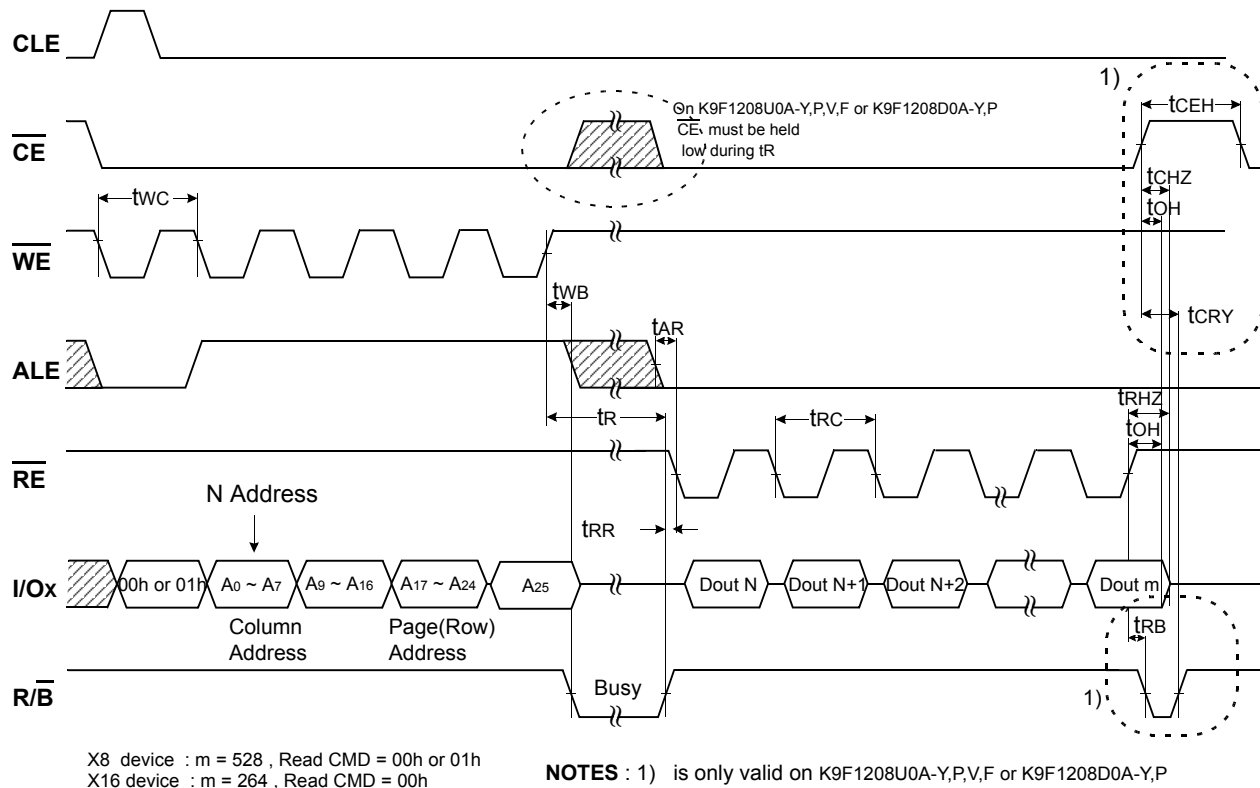 CLE
1)
tCEH
On K9F1208U0A-Y,P,V,F or K9F1208D0A-Y,P
CE must be held
low during tR
CE
tCHZ
tOH
tWC
WE
tWB
tCRY
tAR
ALE
tRHZ
tOH
tR
tRC
RE
N Address
tRR
I/Ox
00h or 01h
A0 ~ A7
A9 ~ A16
A17 ~ A24
A25
Dout N
Dout N+1
Dout N+2
Dout m
Column
Address
Page(Row)
Address
tRB
R/B
Busy
1)
X8 device : m = 528 , Read CMD = 00h or 01h
X16 device : m = 264 , Read CMD = 00h
NOTES : 1) is only valid on K9F1208U0A-Y,P,V,F or K9F1208D0A-Y,P